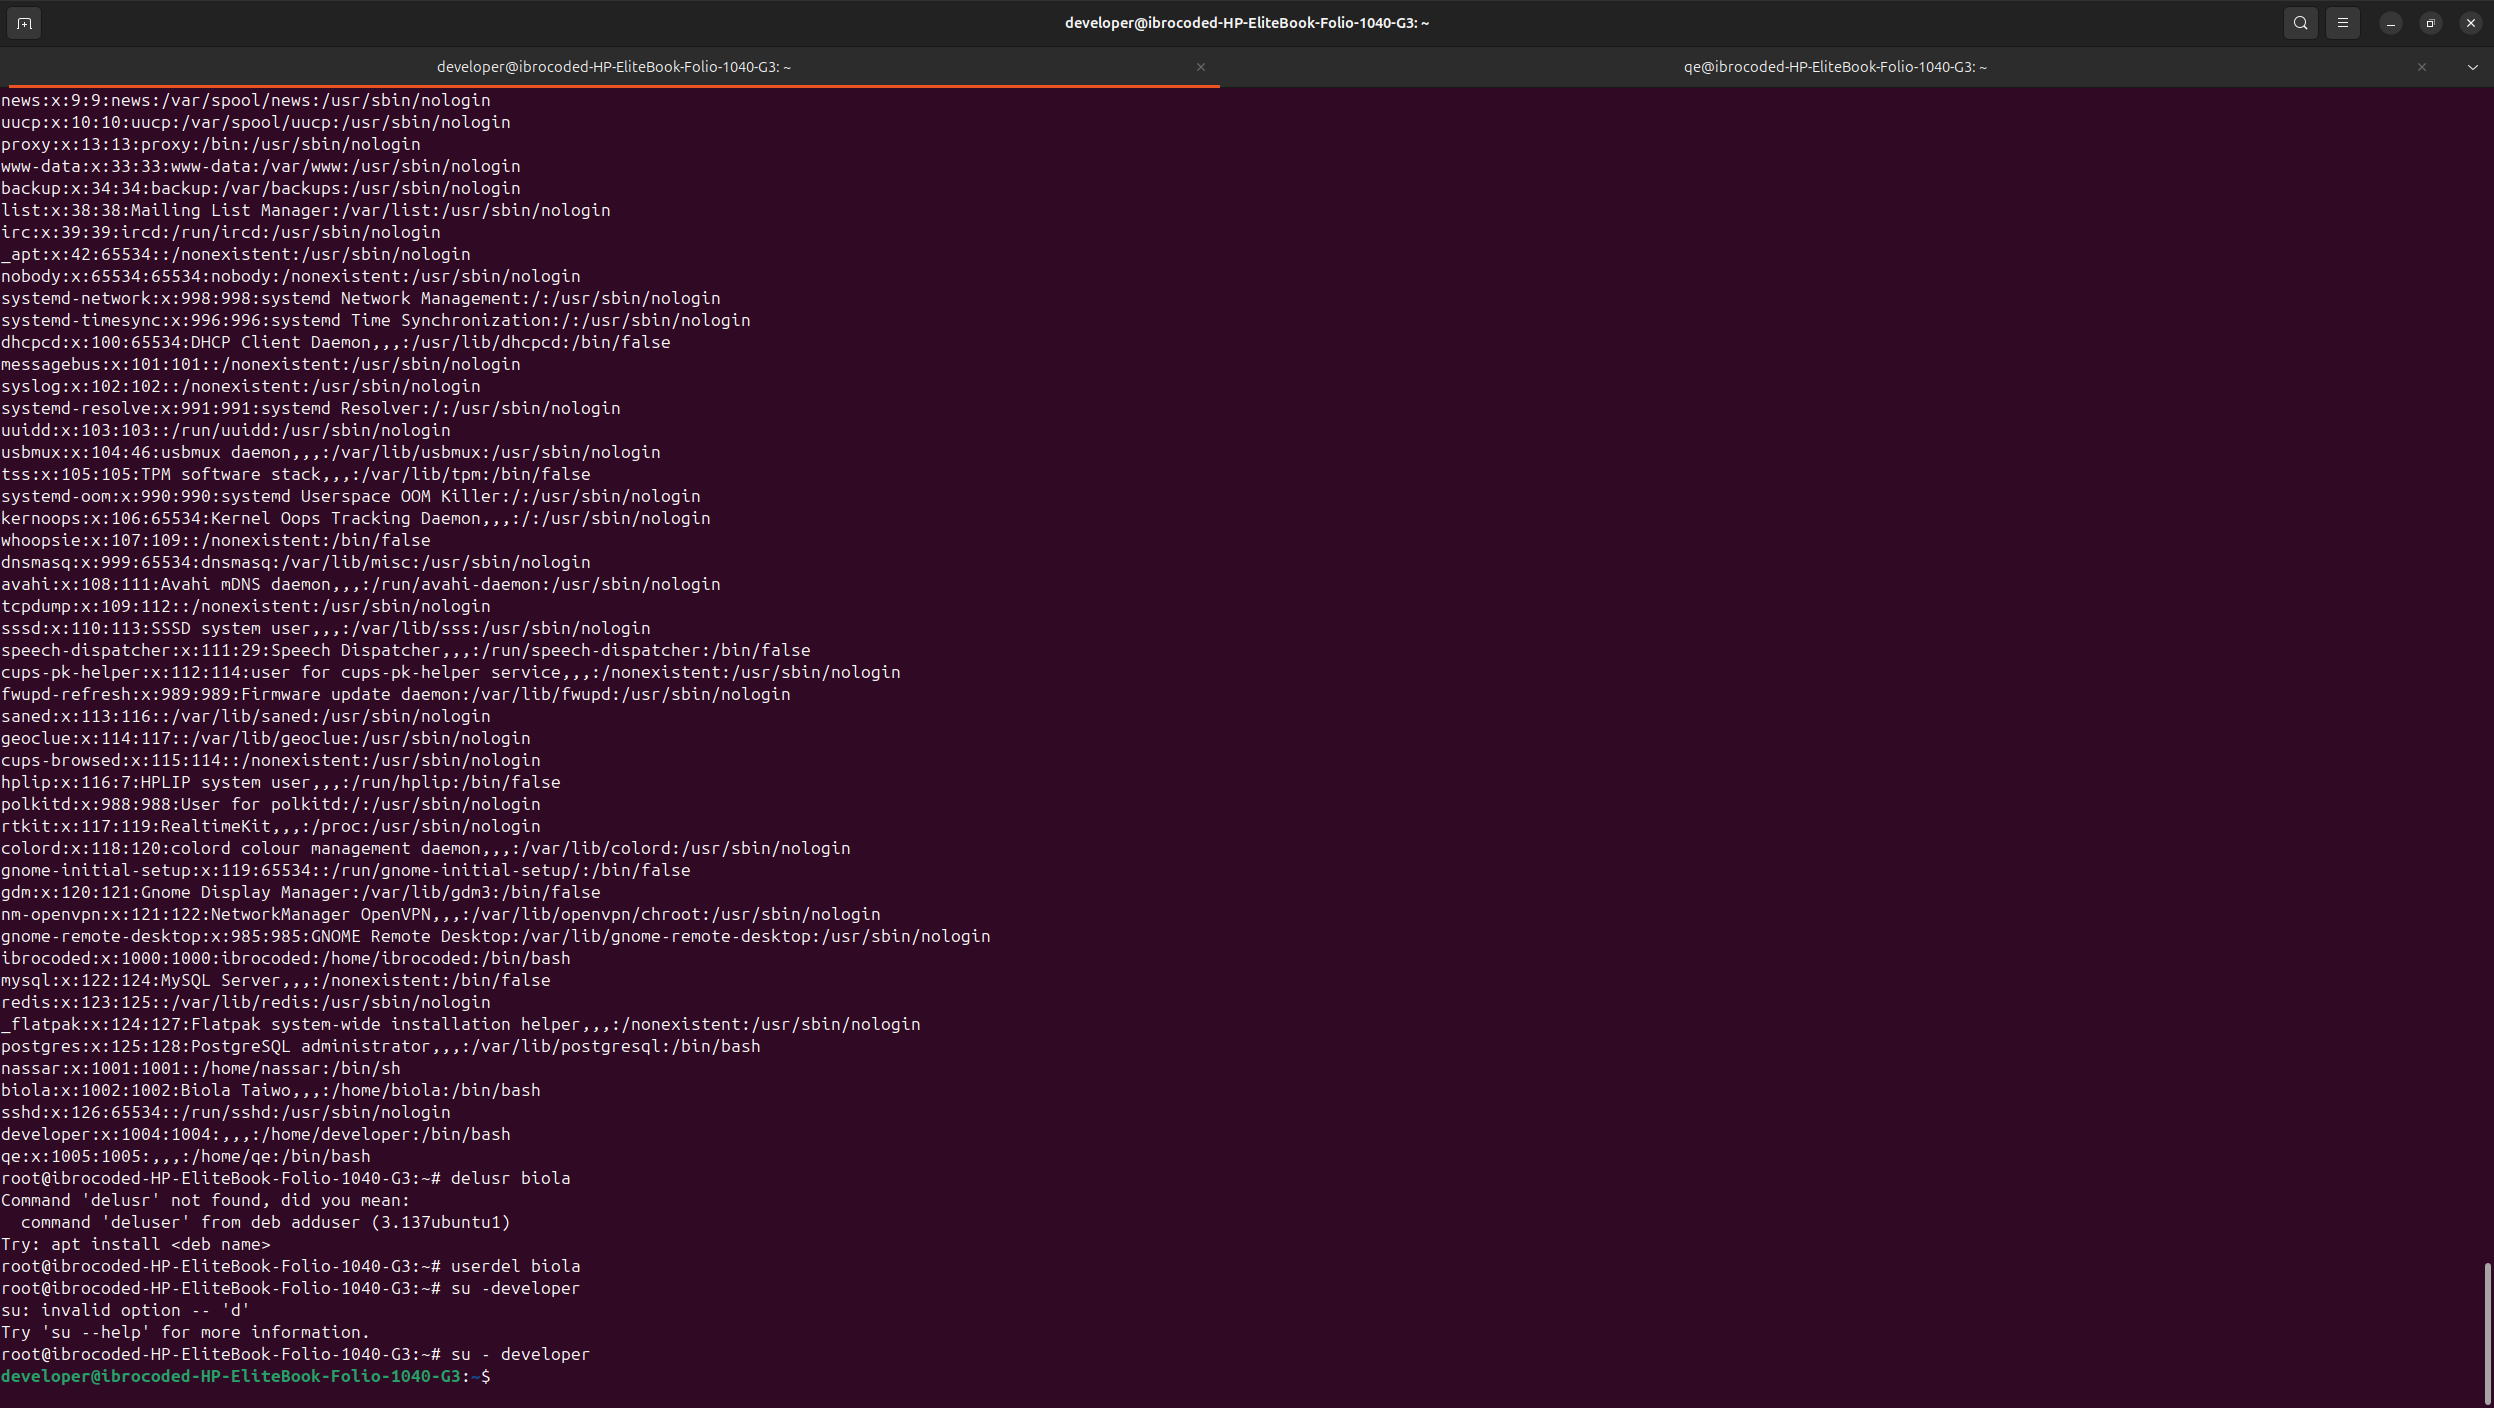 developer@ibrocoded-HP-EliteBook-Folio-1040-G3: ~
developer@ibrocoded-HP-EliteBook-Folio-1040-G3: ~
qe@ibrocoded-HP-EliteBook-Folio-1040-G3: ~
news:x:9:9:news:/var/spool/news:/usr/sbin/nologin
uucp:x:10:10:uucp:/var/spool/uucp:/usr/sbin/nologin
proxy:x:13:13:proxy:/bin:/usr/sbin/nologin
www-data:x:33:33:www-data:/var/www:/usr/sbin/nologin
backup:x:34:34:backup:/var/backups:/usr/sbin/nologin
list:x:38:38:Mailing List Manager:/var/list:/usr/sbin/nologin
irc:x:39:39:ircd:/run/ircd:/usr/sbin/nologin
_apt:x:42:65534::/nonexistent:/usr/sbin/nologin
nobody:x:65534:65534:nobody:/nonexistent:/usr/sbin/nologin
systemd-network:x:998:998:systemd Network Management:/:/usr/sbin/nologin
systemd-timesync:x:996:996:systemd Time Synchronization:/:/usr/sbin/nologin
dhcpcd:x:100:65534:DHCP Client Daemon,,,:/usr/lib/dhcpcd:/bin/false
messagebus:x:101:101::/nonexistent:/usr/sbin/nologin
syslog:x:102:102::/nonexistent:/usr/sbin/nologin
systemd-resolve:x:991:991:systemd Resolver:/:/usr/sbin/nologin
uuidd:x:103:103::/run/uuidd:/usr/sbin/nologin
usbmux:x:104:46:usbmux daemon,,,:/var/lib/usbmux:/usr/sbin/nologin
tss:x:105:105:TPM software stack,,,:/var/lib/tpm:/bin/false
systemd-oom:x:990:990:systemd Userspace OOM Killer:/:/usr/sbin/nologin
kernoops:x:106:65534:Kernel Oops Tracking Daemon,,,:/:/usr/sbin/nologin
whoopsie:x:107:109::/nonexistent:/bin/false
dnsmasq:x:999:65534:dnsmasq:/var/lib/misc:/usr/sbin/nologin
avahi:x:108:111:Avahi mDNS daemon,,,:/run/avahi-daemon:/usr/sbin/nologin
tcpdump:x:109:112::/nonexistent:/usr/sbin/nologin
sssd:x:110:113:SSSD system user,,,:/var/lib/sss:/usr/sbin/nologin
speech-dispatcher:x:111:29:Speech Dispatcher,,,:/run/speech-dispatcher:/bin/false
cups-pk-helper:x:112:114:user for cups-pk-helper service,,,:/nonexistent:/usr/sbin/nologin
fwupd-refresh:x:989:989:Firmware update daemon:/var/lib/fwupd:/usr/sbin/nologin
saned:x:113:116::/var/lib/saned:/usr/sbin/nologin
geoclue:x:114:117::/var/lib/geoclue:/usr/sbin/nologin
cups-browsed:x:115:114::/nonexistent:/usr/sbin/nologin
hplip:x:116:7:HPLIP system user,,,:/run/hplip:/bin/false
polkitd:x:988:988:User for polkitd:/:/usr/sbin/nologin
rtkit:x:117:119:RealtimeKit,,,:/proc:/usr/sbin/nologin
colord:x:118:120:colord colour management daemon,,,:/var/lib/colord:/usr/sbin/nologin
gnome-initial-setup:x:119:65534::/run/gnome-initial-setup/:/bin/false
gdm:x:120:121:Gnome Display Manager:/var/lib/gdm3:/bin/false
nm-openvpn:x:121:122:NetworkManager OpenVPN,,,:/var/lib/openvpn/chroot:/usr/sbin/nologin
gnome-remote-desktop:x:985:985:GNOME Remote Desktop:/var/lib/gnome-remote-desktop:/usr/sbin/nologin
ibrocoded:x:1000:1000:ibrocoded:/home/ibrocoded:/bin/bash
mysql:x:122:124:MySQL Server,,,:/nonexistent:/bin/false
redis:x:123:125::/var/lib/redis:/usr/sbin/nologin
_flatpak:x:124:127:Flatpak system-wide installation helper,,,:/nonexistent:/usr/sbin/nologin
postgres:x:125:128:PostgreSQL administrator,,,:/var/lib/postgresql:/bin/bash
nassar:x:1001:1001::/home/nassar:/bin/sh
biola:x:1002:1002:Biola Taiwo,,,:/home/biola:/bin/bash
sshd:x:126:65534::/run/sshd:/usr/sbin/nologin
developer:x:1004:1004:,,,:/home/developer:/bin/bash
qe:x:1005:1005:,,,:/home/qe:/bin/bash
root@ibrocoded-HP-EliteBook-Folio-1040-G3:~# delusr biola
Command 'delusr' not found, did you mean:
  command 'deluser' from deb adduser (3.137ubuntu1)
Try: apt install <deb name>
root@ibrocoded-HP-EliteBook-Folio-1040-G3:~# userdel biola
root@ibrocoded-HP-EliteBook-Folio-1040-G3:~# su -developer
su: invalid option -- 'd'
Try 'su --help' for more information.
root@ibrocoded-HP-EliteBook-Folio-1040-G3:~# su - developer
developer@ibrocoded-HP-EliteBook-Folio-1040-G3:~$